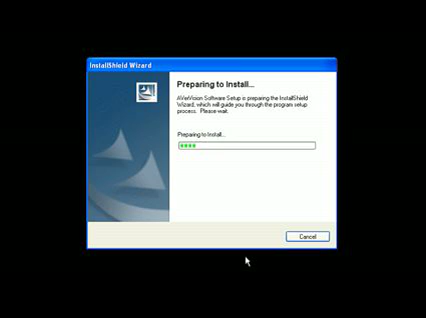 InstallShield Wizard
Preparing to Install...
AVerVision Software Setup is preparing the InstallShield
Wizard, which will guide you through the program setup
process. Please wait.
Preparing to Install...
Cancel